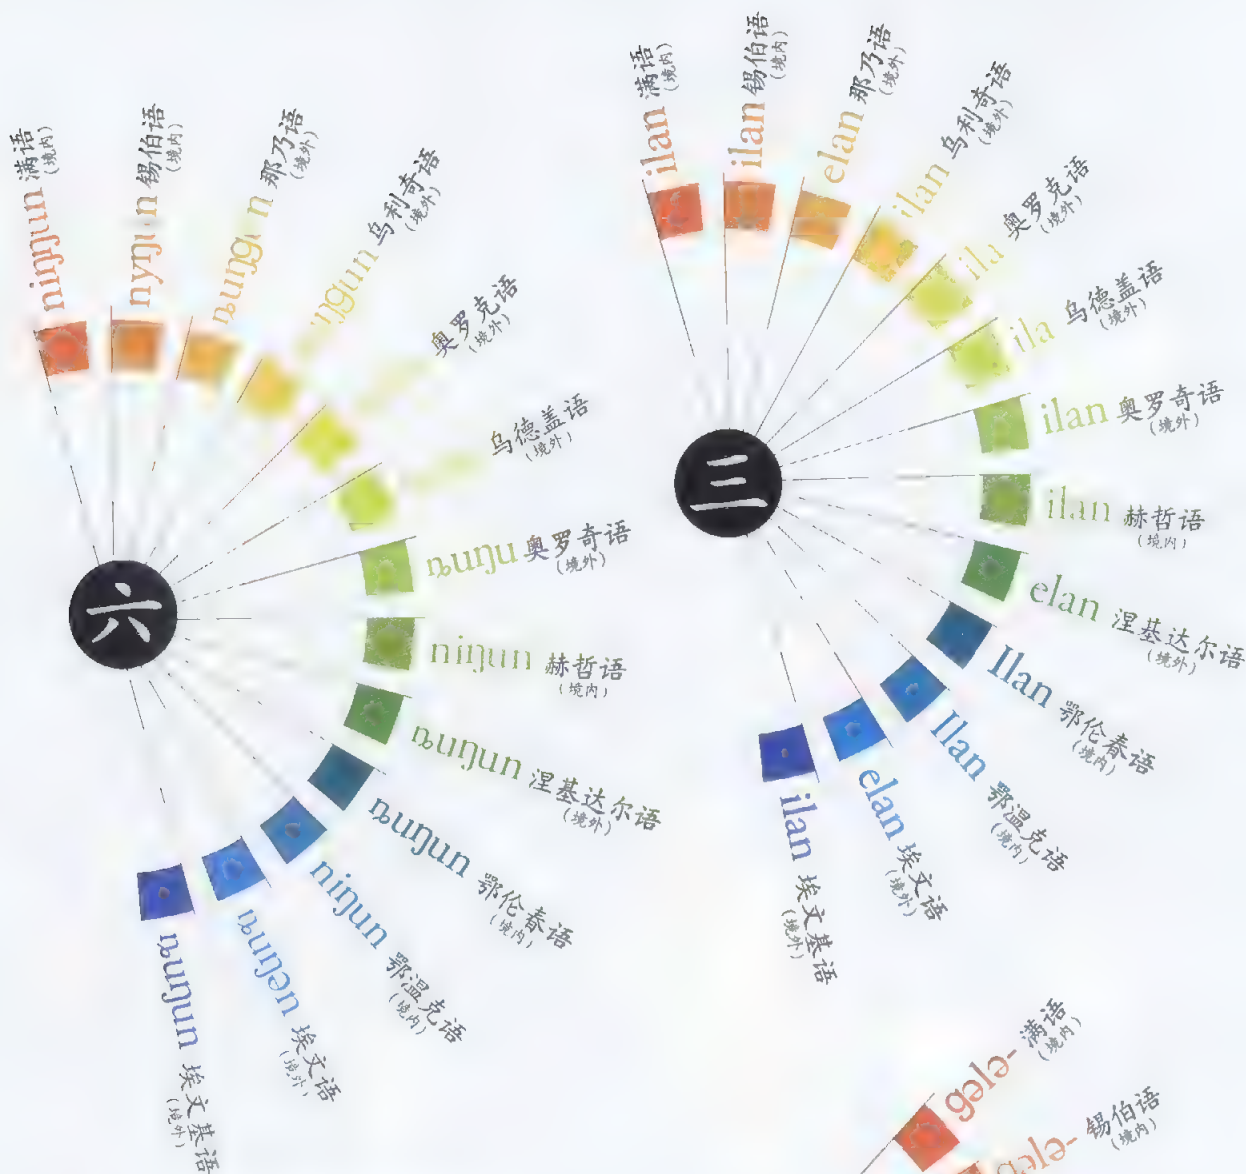 六
niŋŋun 满语
(境内)
锡伯语
(境内)
那乃语
(境外)
乌利奇语
(境外)
奥罗克语
(境外)
乌德盖语
(境外)
ȵuŋu 奥罗奇语
(境外)
niŋun 赫哲语
(境内)
ȵuŋun 涅基达尔语
(境外)
ȵuŋun 鄂伦春语
(境内)
niŋun 鄂温克语
(境内)
ȵuŋən 埃文语
(境外)
ȵuŋun 埃文基语
(境外)
三
ilan 满语
(境内)
ilan 锡伯语
(境内)
elan 那乃语
(境外)
ilan 乌利奇语
(境外)
ila 奥罗克语
(境外)
ila 乌德盖语
(境外)
ilan 奥罗奇语
(境外)
ilan 赫哲语
(境内)
elan 涅基达尔语
(境外)
Ilan 鄂伦春语
(境内)
Ilan 鄂温克语
(境内)
elan 埃文语
(境外)
ilan 埃文基语
(境外)
gələ- 满语
(境内)
锡伯语
(境内)